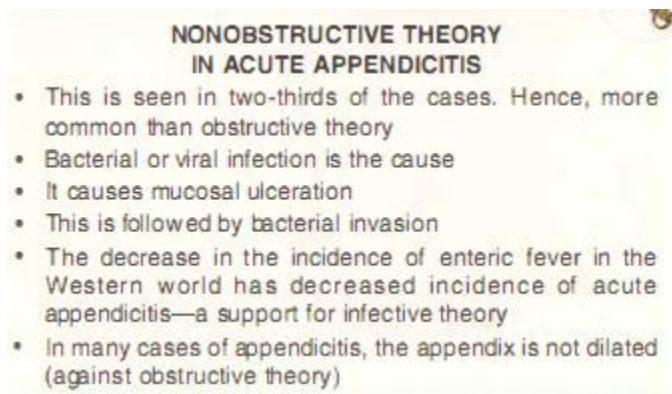 NONOBSTRUCTIVE THEORY
IN ACUTE APPENDICITIS
• This is seen in two-thirds of the cases. Hence, more
common than obstructive theory
• Bacterial or viral infection is the cause
• It causes mucosal ulceration
• This is followed by bacterial invasion
• The decrease in the incidence of enteric fever in the
Western world has decreased incidence of acute
appendicitis—a support for infective theory
• In many cases of appendicitis, the appendix is not dilated
(against obstructive theory)